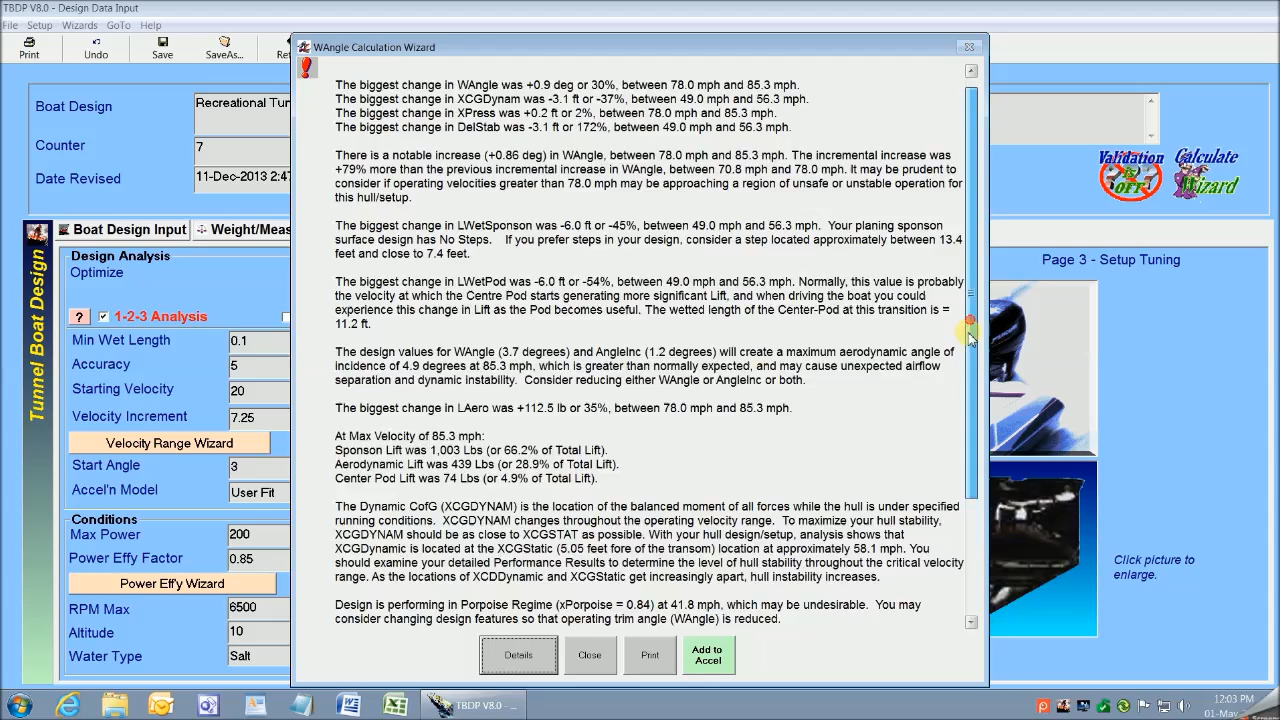 TBDP V8.0 - Design Data Input
File Setup Wizards GoTo Help
Print Undo Save SaveAs...
Boat Design
Recreational Tun
Counter
7
Date Revised
11-Dec-2013 2:47
Validation is OFF
Calculate Wizard
Boat Design Input
Weight/Meas
Tunnel Boat Design
Design Analysis
Optimize
? 1-2-3 Analysis
Min Wet Length 0.1
Accuracy 5
Starting Velocity 20
Velocity Increment 7.25
Velocity Range Wizard
Start Angle 3
Accel'n Model User Fit
Conditions
Max Power 200
Power Effy Factor 0.85
Power Effy Wizard
RPM Max 6500
Altitude 10
Water Type Salt
WAngle Calculation Wizard
The biggest change in WAngle was +0.9 deg or 30%, between 78.0 mph and 85.3 mph.
The biggest change in XCGDynam was -3.1 ft or -37%, between 49.0 mph and 56.3 mph.
The biggest change in XPress was +0.2 ft or 2%, between 78.0 mph and 85.3 mph.
The biggest change in DelStab was -3.1 ft or 172%, between 49.0 mph and 56.3 mph.
There is a notable increase (+0.86 deg) in WAngle, between 78.0 mph and 85.3 mph. The incremental increase was
+79% more than the previous incremental increase in WAngle, between 70.8 mph and 78.0 mph. It may be prudent to
consider if operating velocities greater than 78.0 mph may be approaching a region of unsafe or unstable operation for
this hull/setup.
The biggest change in LWetSponson was -6.0 ft or -45%, between 49.0 mph and 56.3 mph. Your planing sponson
surface design has No Steps. If you prefer steps in your design, consider a step located approximately between 13.4
feet and close to 7.4 feet.
The biggest change in LWetPod was -6.0 ft or -54%, between 49.0 mph and 56.3 mph. Normally, this value is probably
the velocity at which the Centre Pod starts generating more significant Lift, and when driving the boat you could
experience this change in Lift as the Pod becomes useful. The wetted length of the Center-Pod at this transition is =
11.2 ft.
The design values for WAngle (3.7 degrees) and AngleInc (1.2 degrees) will create a maximum aerodynamic angle of
incidence of 4.9 degrees at 85.3 mph, which is greater than normally expected, and may cause unexpected airflow
separation and dynamic instability. Consider reducing either WAngle or AngleInc or both.
The biggest change in LAero was +112.5 lb or 35%, between 78.0 mph and 85.3 mph.
At Max Velocity of 85.3 mph:
Sponson Lift was 1,003 Lbs (or 66.2% of Total Lift).
Aerodynamic Lift was 439 Lbs (or 28.9% of Total Lift).
Center Pod Lift was 74 Lbs (or 4.9% of Total Lift).
The Dynamic CofG (XCGDYNAM) is the location of the balanced moment of all forces while the hull is under specified
running conditions. XCGDYNAM changes throughout the operating velocity range. To maximize your hull stability,
XCGDYNAM should be as close to XCGSTAT as possible. With your hull design/setup, analysis shows that
XCGDynamic is located at the XCGStatic (5.05 feet fore of the transom) location at approximately 58.1 mph. You
should examine your detailed Performance Results to determine the level of hull stability throughout the critical velocity
range. As the locations of XCDDynamic and XCGStatic get increasingly apart, hull instability increases.
Design is performing in Porpoise Regime (xPorpoise = 0.84) at 41.8 mph, which may be undesirable. You may
consider changing design features so that operating trim angle (WAngle) is reduced.
Details Close Print Add to Accel
Page 3 - Setup Tuning
Click picture to
enlarge.
TBDP V8.0 - ...
12:03 PM